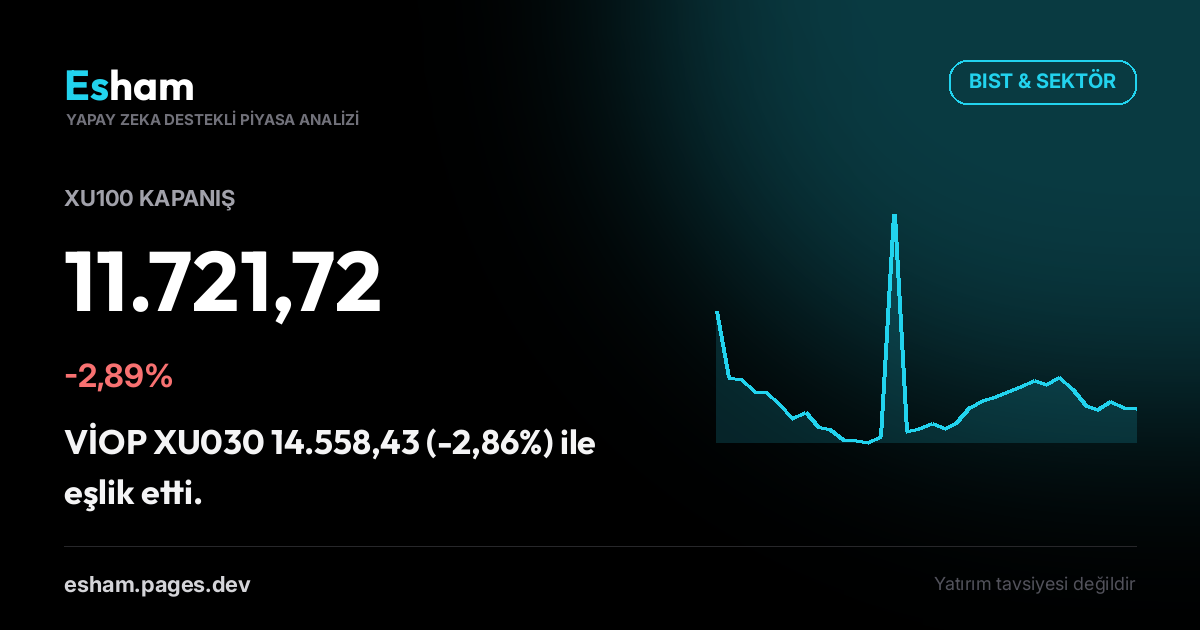 Esham
YAPAY ZEKA DESTEKLİ PİYASA ANALİZİ
BIST & SEKTÖR
XU100 KAPANIŞ
11.721,72
-2,89%
VİOP XU030 14.558,43 (-2,86%) ile
eşlik etti.
esham.pages.dev
Yatırım tavsiyesi değildir